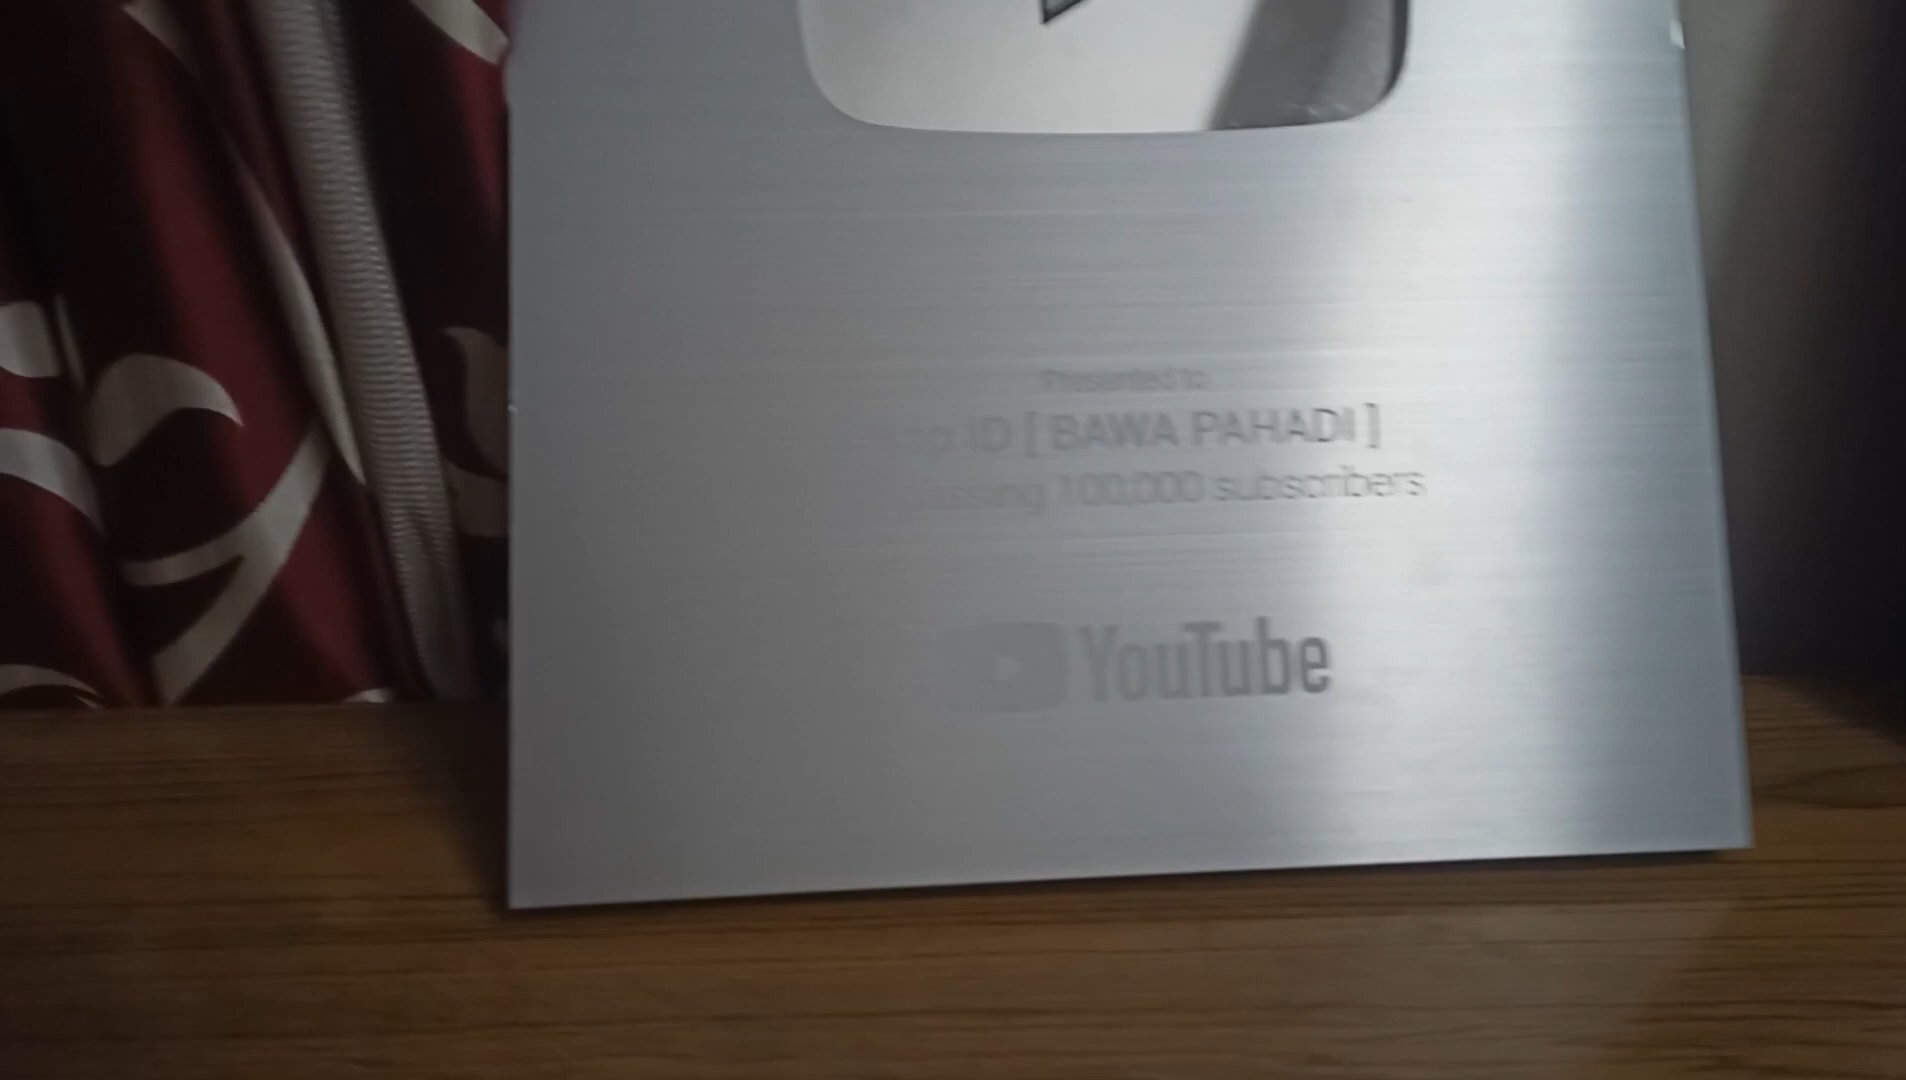 Presented to
ID [ BAWA PAHADI ]
100,000 subscribers
YouTube